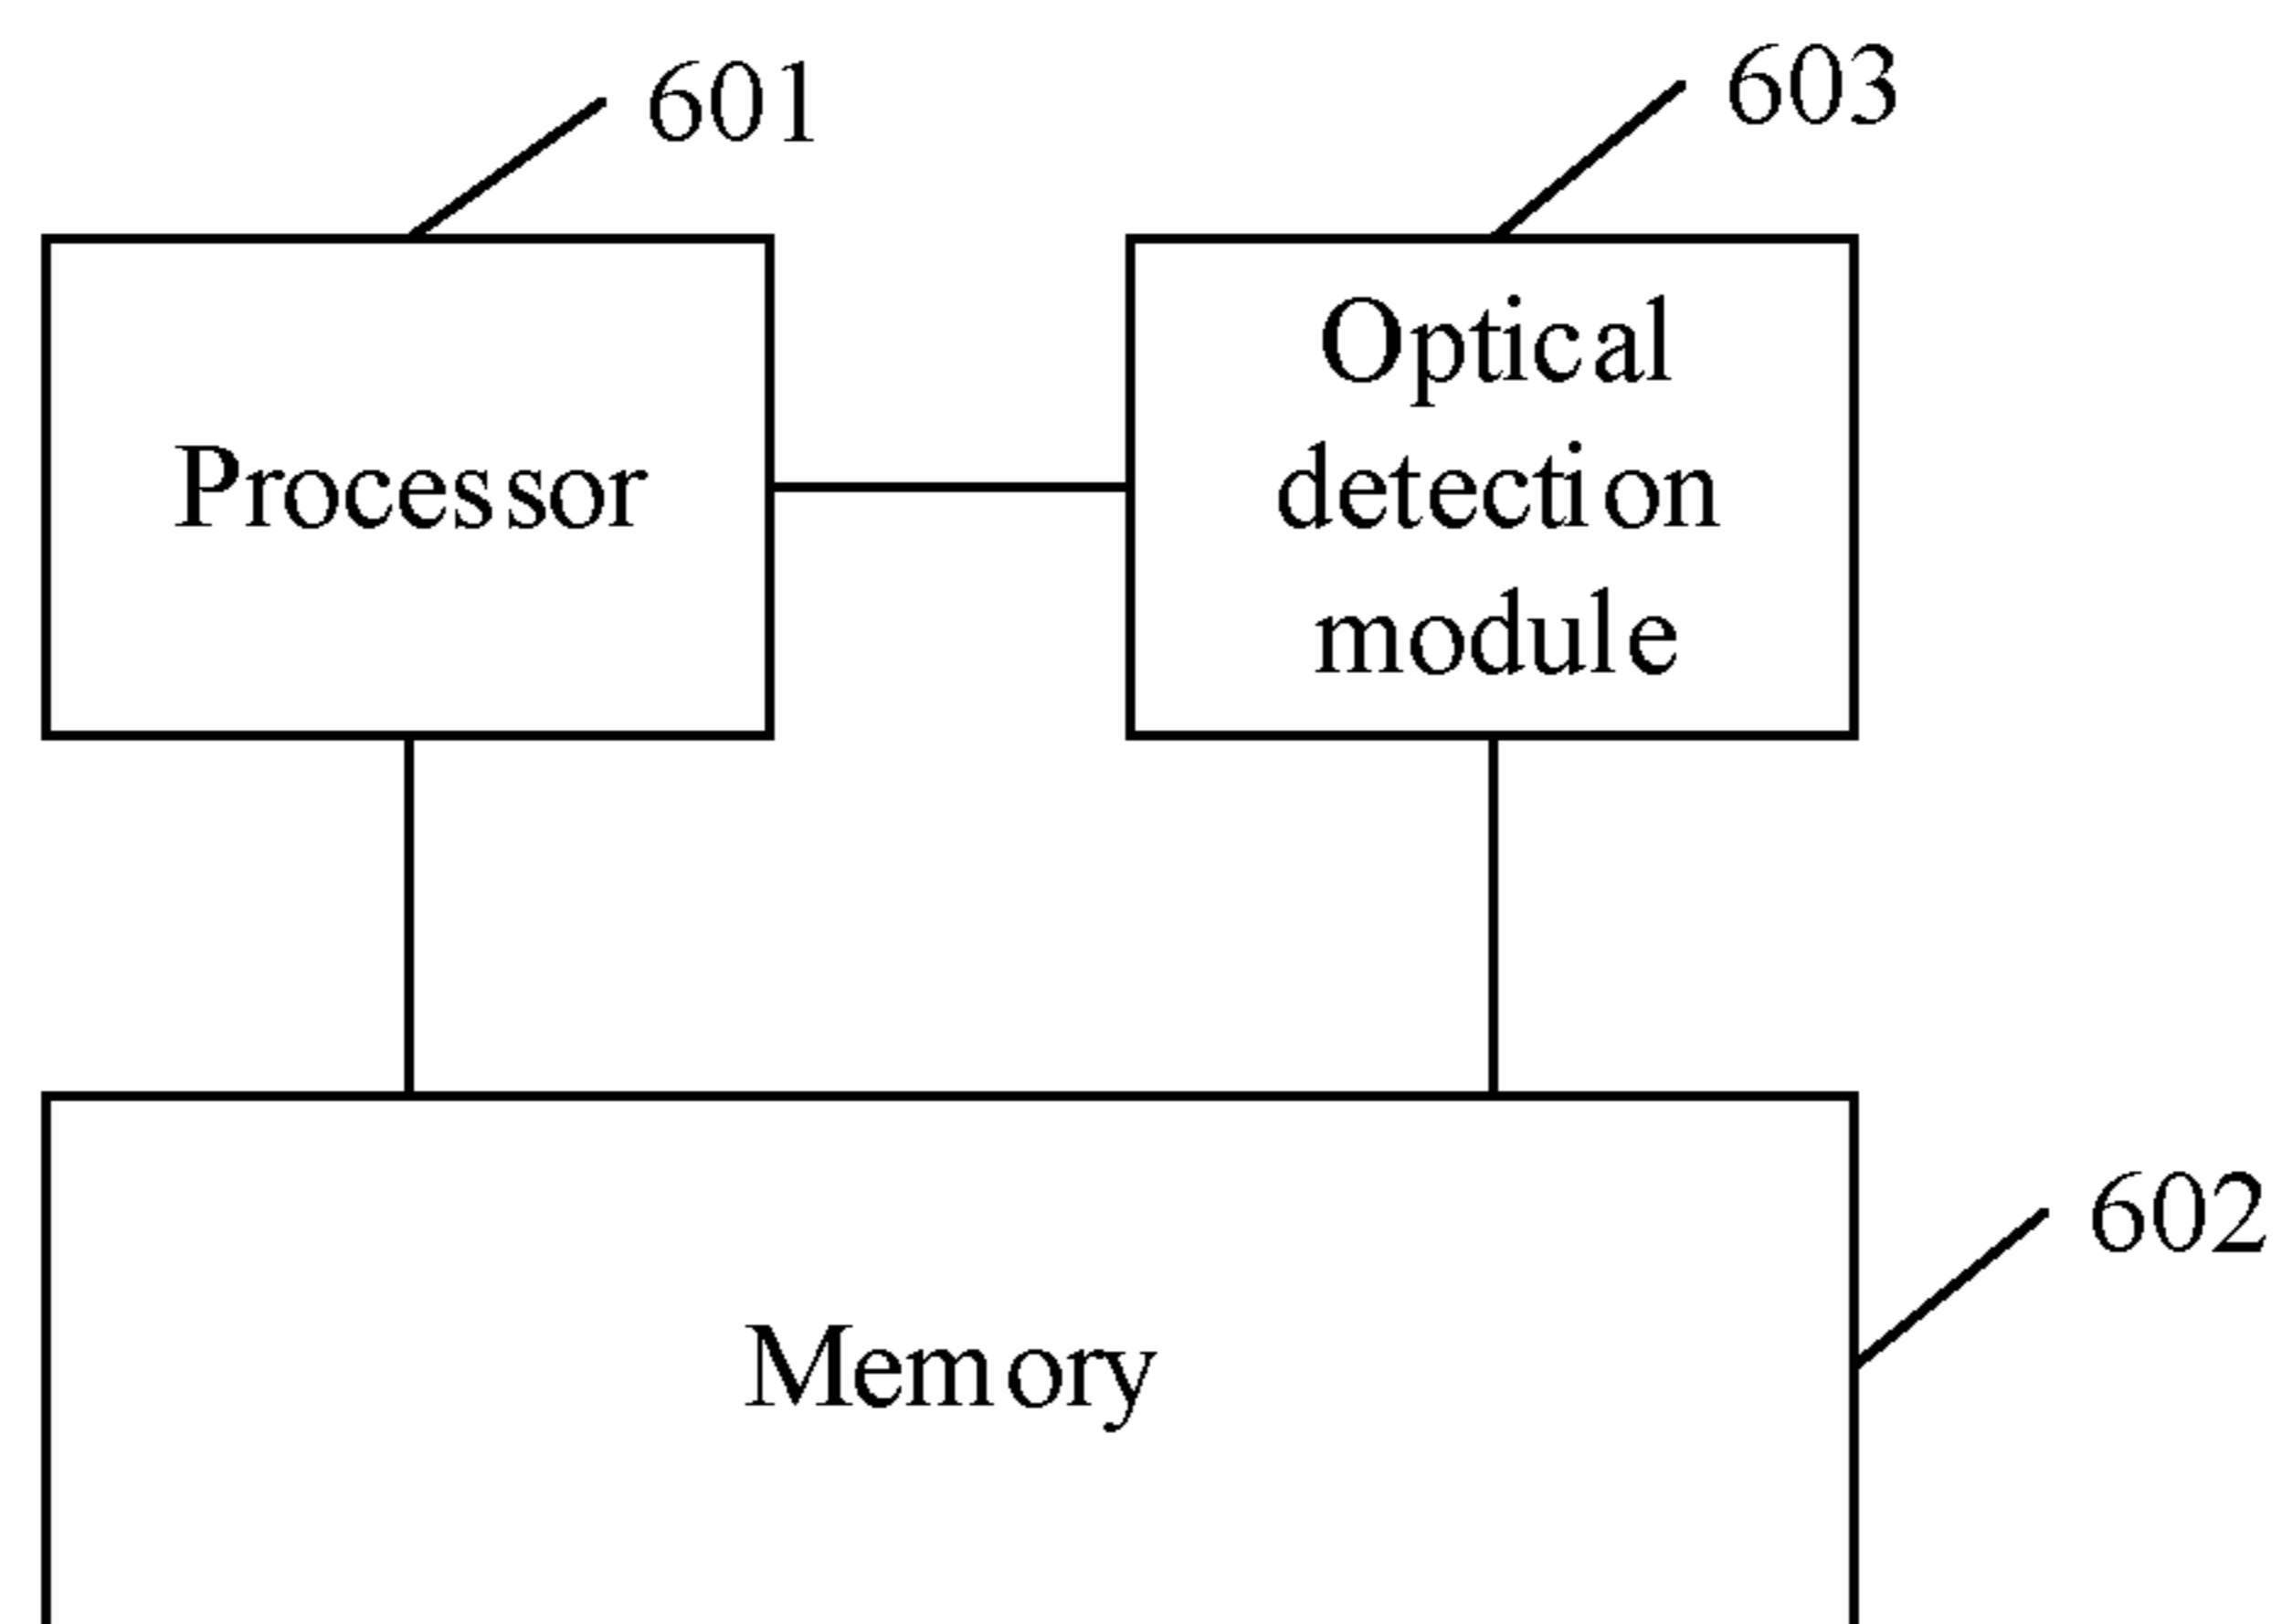 601
603
Processor
Optical
detection
module
602
Memory